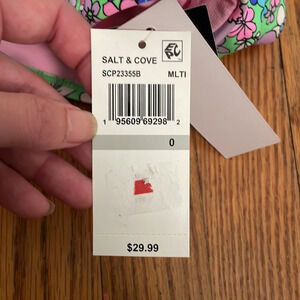 SALT & COVE
SCP23355B MLTI
1 95609 69298 2
0
$29.99